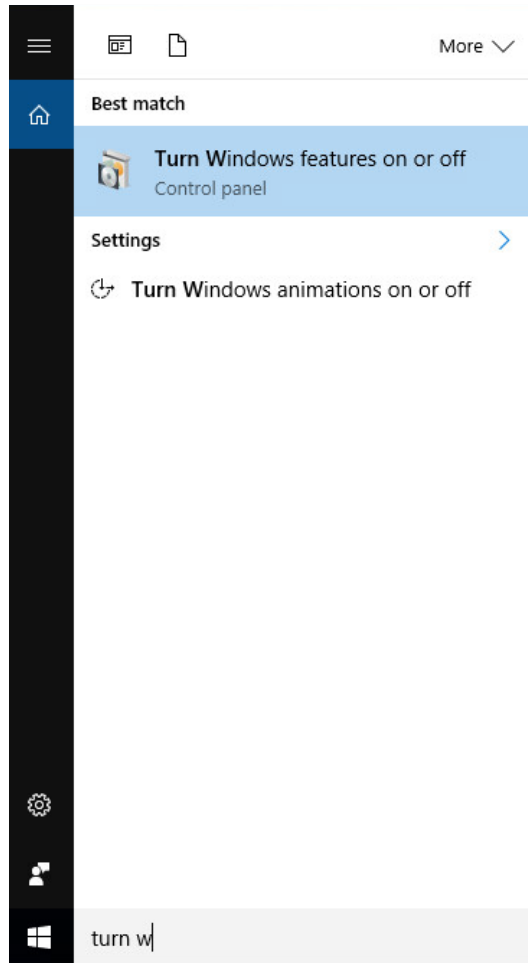 More
Best match
Turn Windows features on or off
Control panel
Settings
Turn Windows animations on or off
turn w